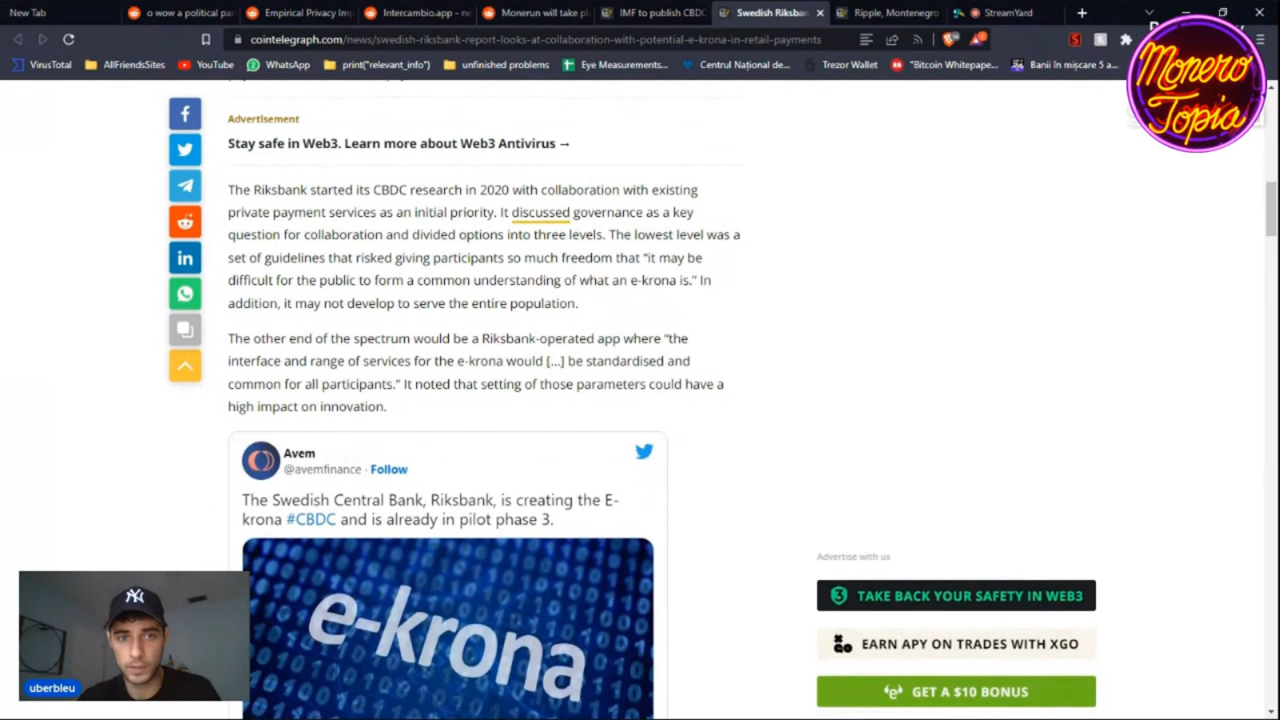 New Tab
o wow a political par
Empirical Privacy Imp
Intercambio.app - ne
Monerun will take pl
IMF to publish CBDC
Swedish Riksban
Ripple, Montenegro
StreamYard
cointelegraph.com/news/swedish-riksbank-report-looks-at-collaboration-with-potential-e-krona-in-retail-payments
VirusTotal
AllFriendsSites
YouTube
WhatsApp
print("relevant_info")
unfinished problems
Eye Measurements...
Centrul Național de...
Trezor Wallet
"Bitcoin Whitepape...
Banii în mișcare 5 a...
Monero
Topia
Advertisement
Stay safe in Web3. Learn more about Web3 Antivirus →
The Riksbank started its CBDC research in 2020 with collaboration with existing
private payment services as an initial priority. It discussed governance as a key
question for collaboration and divided options into three levels. The lowest level was a
set of guidelines that risked giving participants so much freedom that “it may be
difficult for the public to form a common understanding of what an e-krona is.” In
addition, it may not develop to serve the entire population.
The other end of the spectrum would be a Riksbank-operated app where “the
interface and range of services for the e-krona would […] be standardised and
common for all participants.” It noted that setting of those parameters could have a
high impact on innovation.
Avem
@avemfinance · Follow
The Swedish Central Bank, Riksbank, is creating the E-
krona #CBDC and is already in pilot phase 3.
e-krona
Advertise with us
TAKE BACK YOUR SAFETY IN WEB3
EARN APY ON TRADES WITH XGO
GET A $10 BONUS
uberbleu